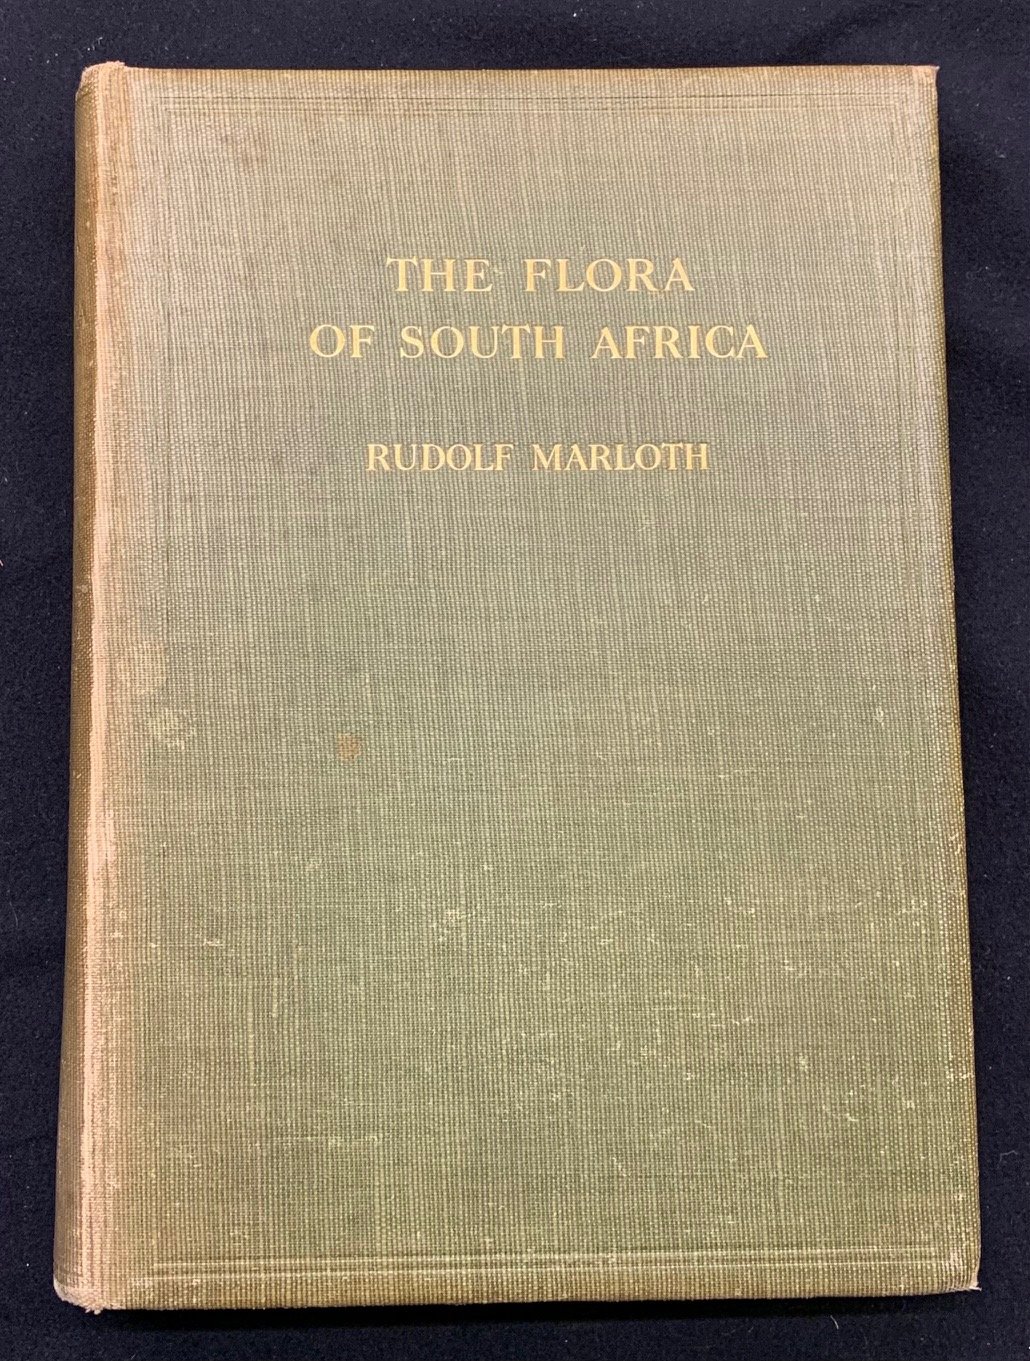 THE FLORA
OF SOUTH AFRICA
RUDOLF MARLOTH